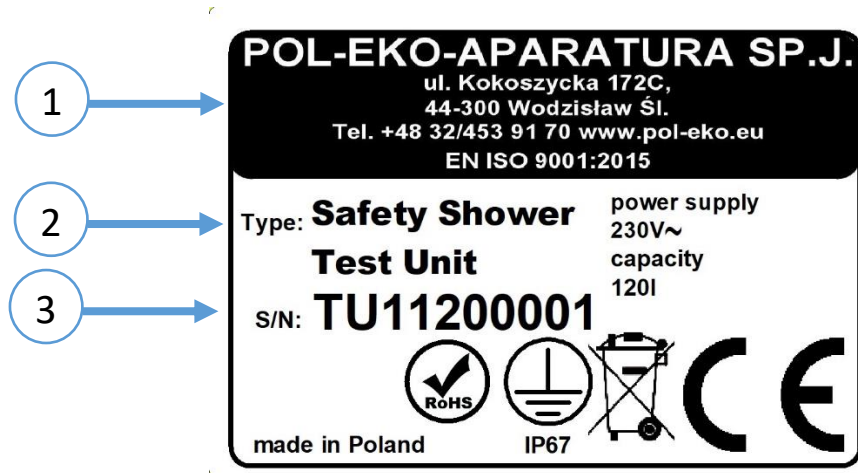 POL-EKO-APARATURA SP.J.
ul. Kokoszycka 172C,
44-300 Wodzisław Śl.
Tel. +48 32/453 91 70 www.pol-eko.eu
EN ISO 9001:2015
1
2
3
Type: Safety Shower
Test Unit
S/N: TU11200001
power supply
230V~
capacity
120l
RoHS
CE
made in Poland
IP67